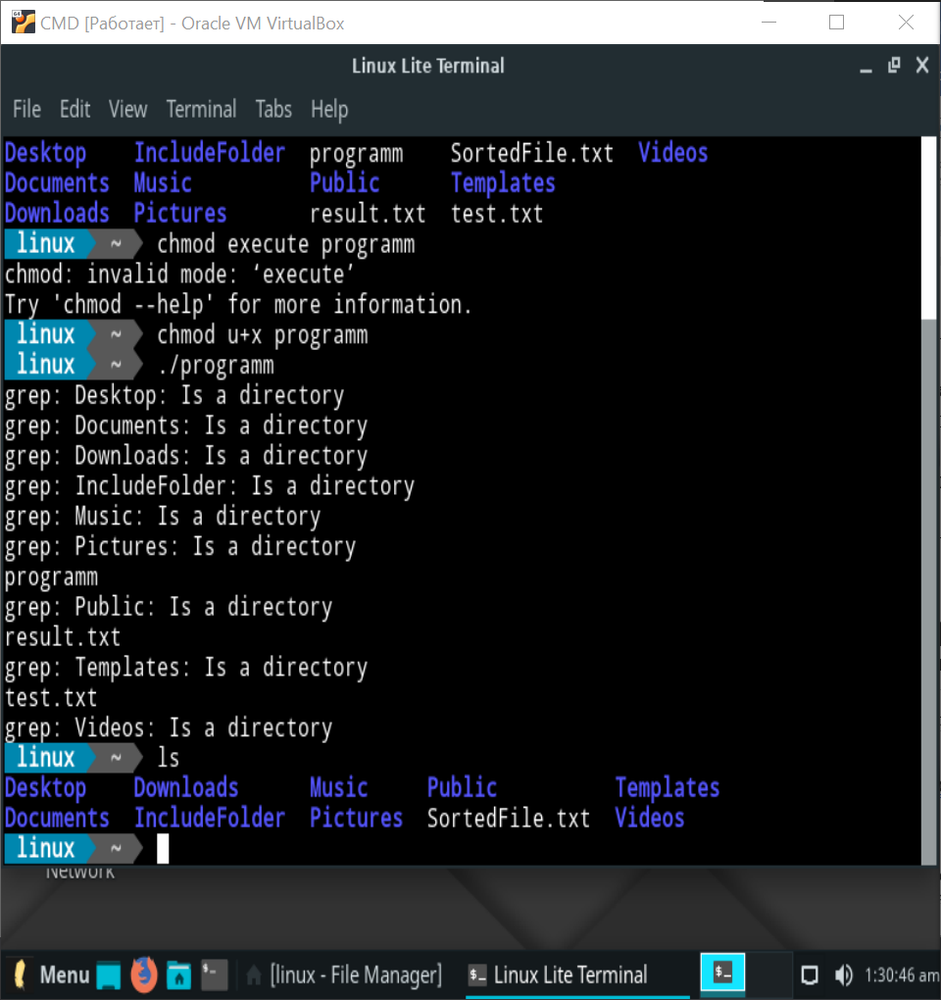 CMD [Работает] - Oracle VM VirtualBox
Linux Lite Terminal
File Edit View Terminal Tabs Help
Desktop IncludeFolder programm SortedFile.txt Videos
Documents Music Public Templates
Downloads Pictures result.txt test.txt
linux ~ chmod execute programm
chmod: invalid mode: ‘execute’
Try 'chmod --help' for more information.
linux ~ chmod u+x programm
linux ~ ./programm
grep: Desktop: Is a directory
grep: Documents: Is a directory
grep: Downloads: Is a directory
grep: IncludeFolder: Is a directory
grep: Music: Is a directory
grep: Pictures: Is a directory
programm
grep: Public: Is a directory
result.txt
grep: Templates: Is a directory
test.txt
grep: Videos: Is a directory
linux ~ ls
Desktop Downloads Music Public Templates
Documents IncludeFolder Pictures SortedFile.txt Videos
linux ~
Network
Menu [linux - File Manager] Linux Lite Terminal 1:30:46 am